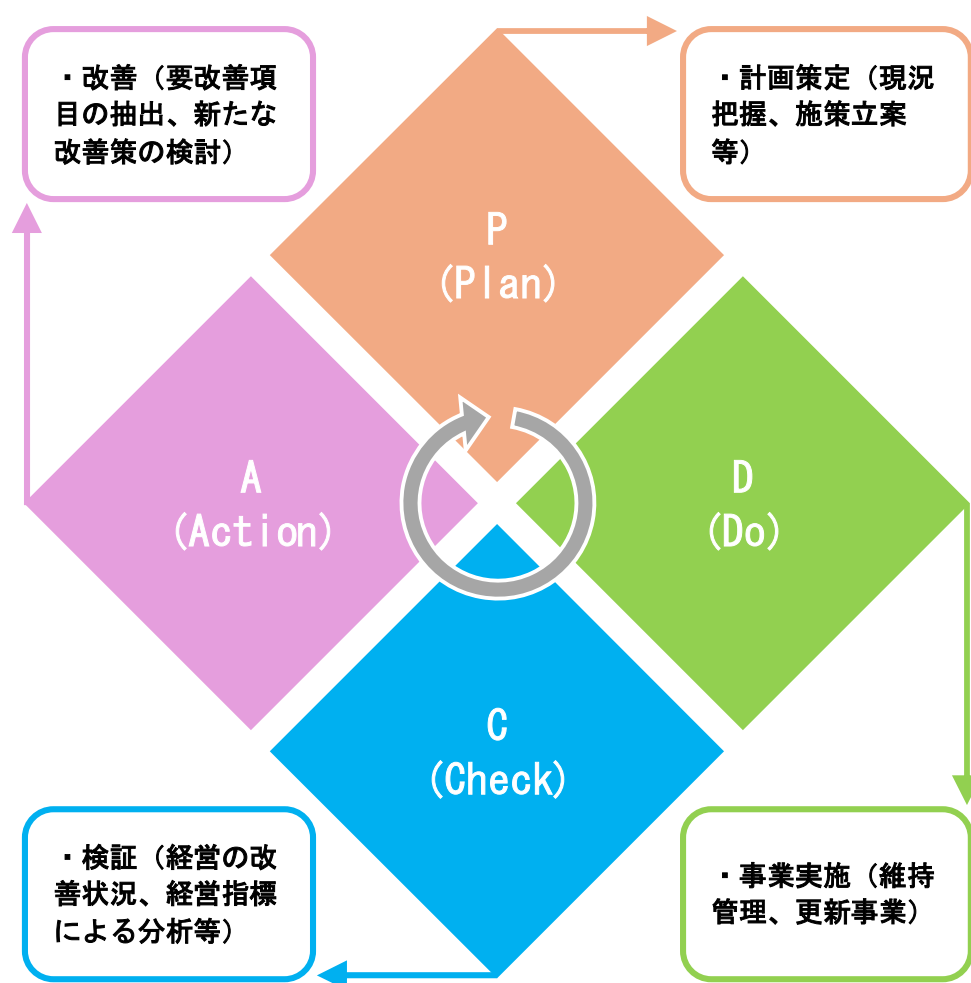 ・改善（要改善項
目の抽出、新たな
改善策の検討）
・計画策定（現況
把握、施策立案
等）
P
(Plan)
A
(Action)
D
(Do)
C
(Check)
・検証（経営の改
善状況、経営指標
による分析等）
・事業実施（維持
管理、更新事業）